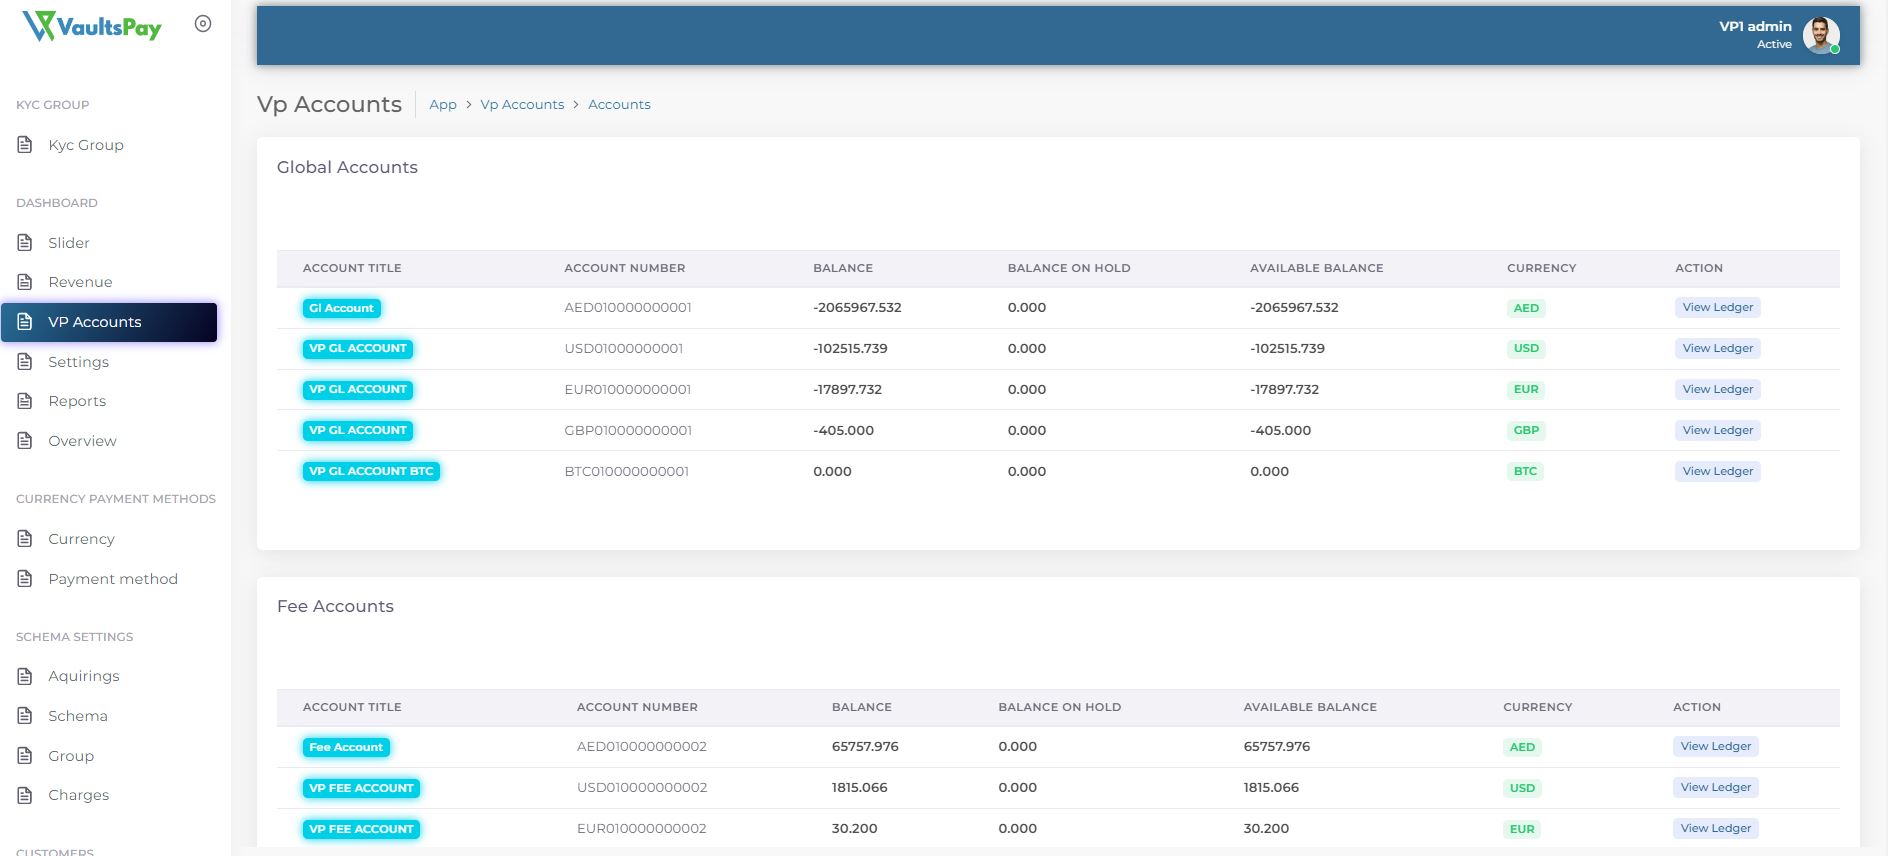 VaultsPay
VP1 admin
Active
KYC GROUP
Kyc Group
DASHBOARD
Slider
Revenue
VP Accounts
Settings
Reports
Overview
CURRENCY PAYMENT METHODS
Currency
Payment method
SCHEMA SETTINGS
Aquirings
Schema
Group
Charges
CUSTOMERS
Vp Accounts App > Vp Accounts > Accounts
Global Accounts
ACCOUNT TITLE ACCOUNT NUMBER BALANCE BALANCE ON HOLD AVAILABLE BALANCE CURRENCY ACTION
Gl Account AED010000000001 -2065967.532 0.000 -2065967.532 AED View Ledger
VP GL ACCOUNT USD01000000001 -102515.739 0.000 -102515.739 USD View Ledger
VP GL ACCOUNT EUR010000000001 -17897.732 0.000 -17897.732 EUR View Ledger
VP GL ACCOUNT GBP010000000001 -405.000 0.000 -405.000 GBP View Ledger
VP GL ACCOUNT BTC BTC010000000001 0.000 0.000 0.000 BTC View Ledger
Fee Accounts
ACCOUNT TITLE ACCOUNT NUMBER BALANCE BALANCE ON HOLD AVAILABLE BALANCE CURRENCY ACTION
Fee Account AED010000000002 65757.976 0.000 65757.976 AED View Ledger
VP FEE ACCOUNT USD010000000002 1815.066 0.000 1815.066 USD View Ledger
VP FEE ACCOUNT EUR010000000002 30.200 0.000 30.200 EUR View Ledger